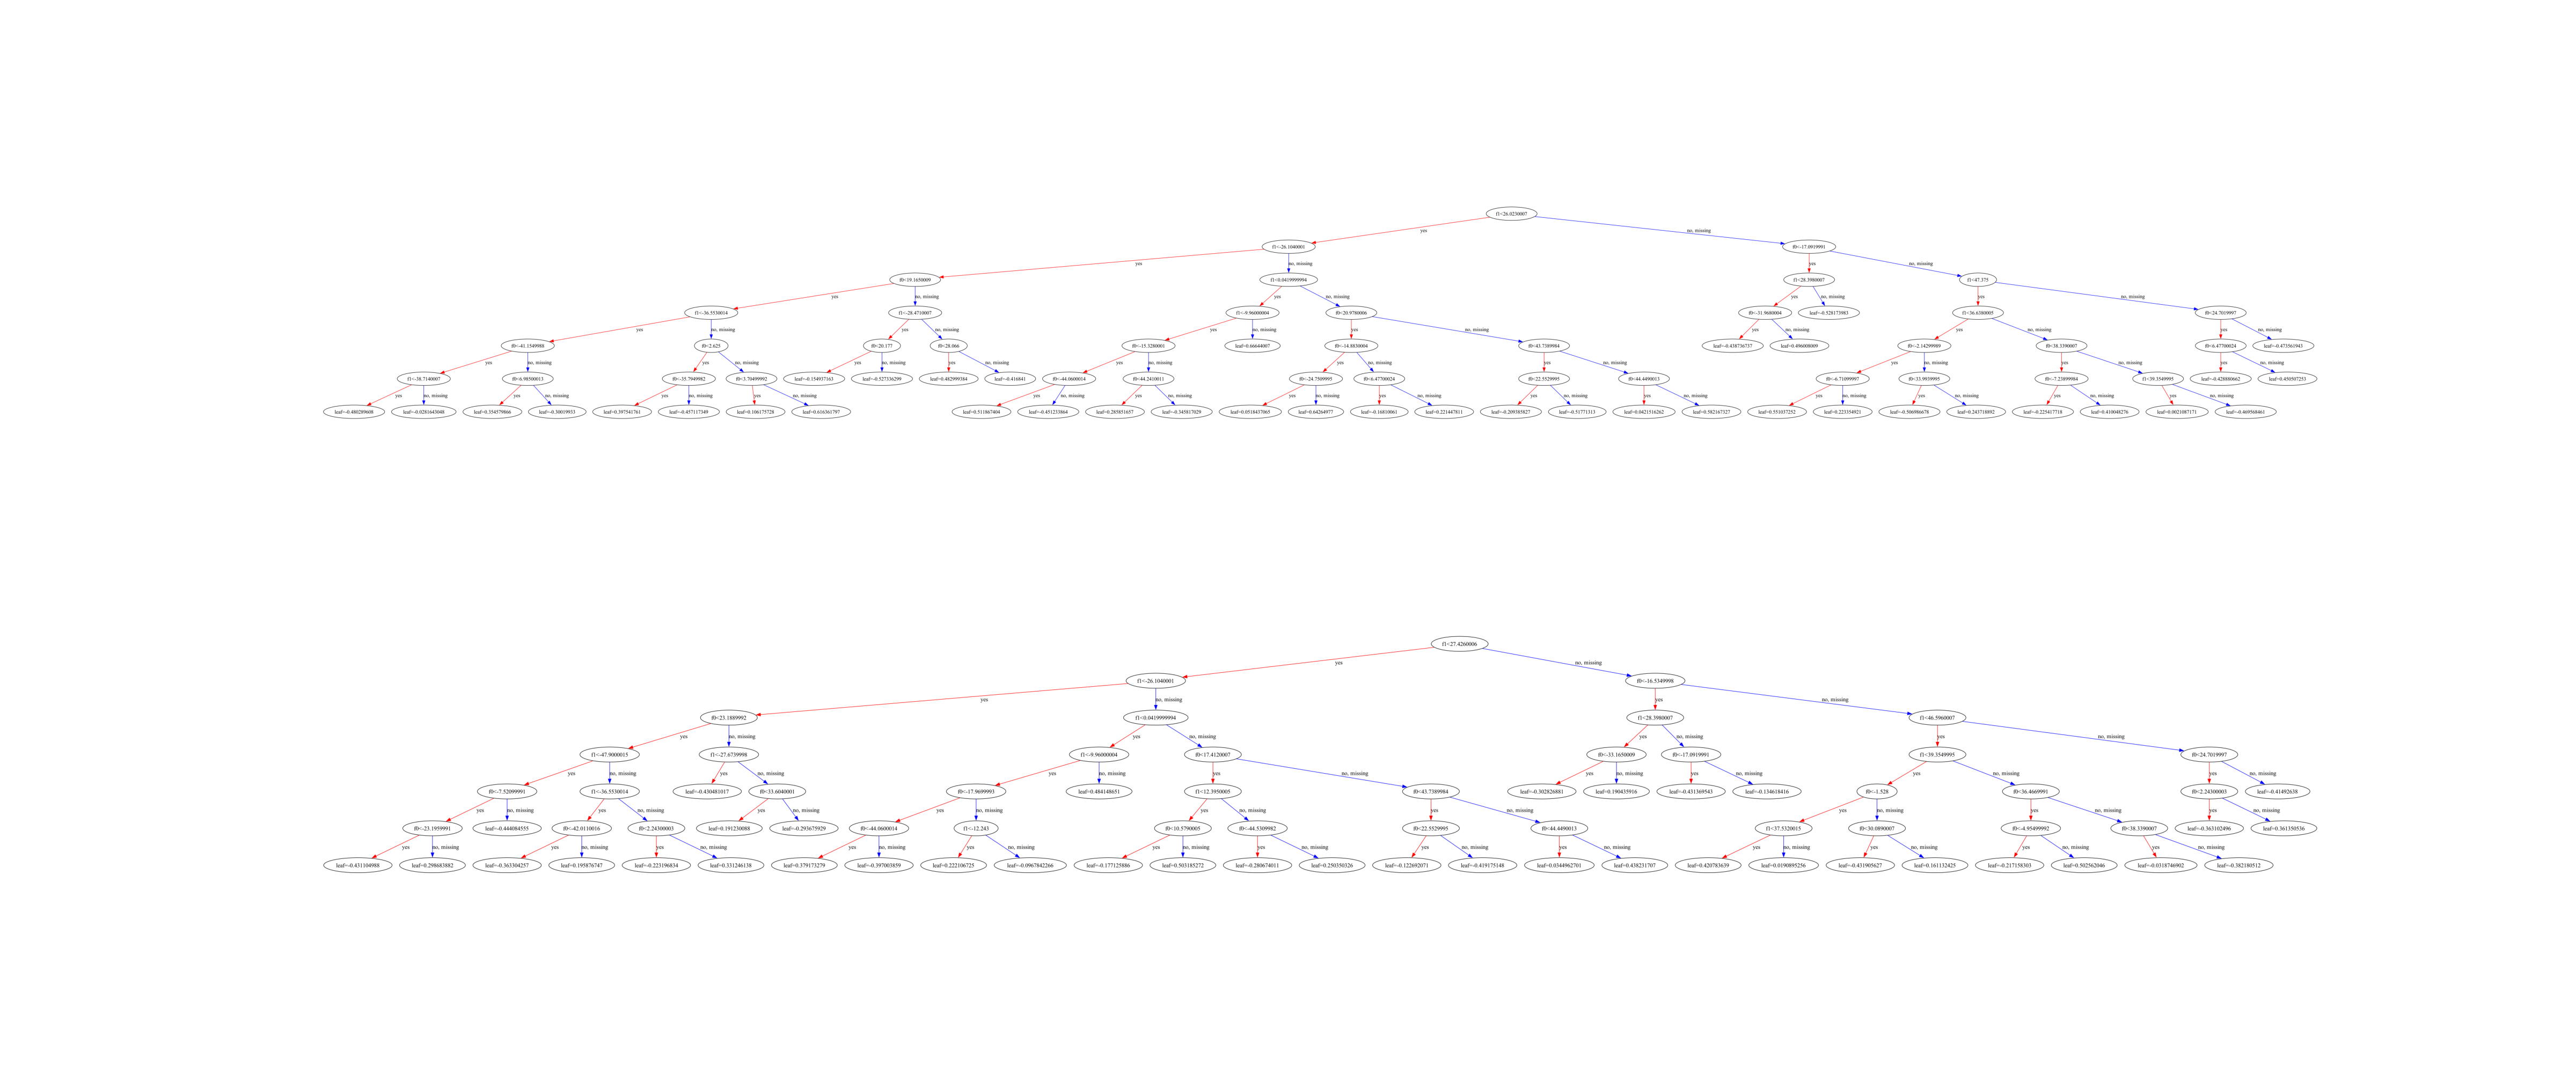 f1<26.0230007
yes
no, missing
f1<-26.1040001
f0<-17.0919991
yes
no, missing
yes
no, missing
f0<19.1650009
f1<0.0419999994
f1<28.3980007
f1<47.375
yes
no, missing
yes
no, missing
yes
no, missing
yes
no, missing
f1<-36.5530014
f1<-28.4710007
f1<-9.96000004
f0<20.9780006
f0<-31.9680004
leaf=-0.528173983
f1<36.6380005
f0<24.7019997
yes
no, missing
yes
no, missing
yes
no, missing
yes
no, missing
yes
no, missing
yes
no, missing
yes
no, missing
f0<-41.1549988
f0<2.625
f0<20.177
f0<28.066
f0<-15.3280001
leaf=0.66644007
f0<-14.8830004
f0<43.7389984
leaf=-0.438736737
leaf=0.496008009
f0<-2.14299989
f0<38.3390007
f0<6.47700024
leaf=-0.473561943
yes
no, missing
yes
no, missing
yes
no, missing
yes
no, missing
yes
no, missing
yes
no, missing
yes
no, missing
yes
no, missing
yes
no, missing
yes
no, missing
f1<-38.7140007
f0<6.98500013
f0<-35.7949982
f0<3.70499992
leaf=-0.154937363
leaf=-0.527336299
leaf=0.482999384
leaf=-0.416841
f0<-44.0600014
f0<44.2410011
f0<-24.7509995
f0<6.47700024
f0<22.5529995
f0<44.4490013
f0<-6.71099997
f0<33.9939995
f0<-7.23899984
f1<39.3549995
leaf=-0.428880662
leaf=0.450507253
yes
no, missing
yes
no, missing
yes
no, missing
yes
no, missing
yes
no, missing
yes
no, missing
yes
no, missing
yes
no, missing
yes
no, missing
yes
no, missing
yes
no, missing
yes
no, missing
yes
no, missing
yes
no, missing
leaf=-0.480289608
leaf=-0.0281643048
leaf=0.354579866
leaf=-0.30019933
leaf=0.397541761
leaf=-0.457117349
leaf=0.106175728
leaf=0.616361797
leaf=0.511867404
leaf=-0.451233864
leaf=0.285851657
leaf=-0.345817029
leaf=0.0518437065
leaf=0.64264977
leaf=-0.16810061
leaf=0.221447811
leaf=-0.209385827
leaf=-0.51771313
leaf=0.0421516262
leaf=0.582167327
leaf=0.551037252
leaf=0.223354921
leaf=-0.506986678
leaf=0.243718892
leaf=-0.225417718
leaf=0.410048276
leaf=0.0021087171
leaf=-0.469568461
f1<27.4260006
yes
no, missing
f1<-26.1040001
f0<-16.5349998
yes
no, missing
yes
no, missing
f0<23.1889992
f1<0.0419999994
f1<28.3980007
f1<46.5960007
yes
no, missing
yes
no, missing
yes
no, missing
yes
no, missing
f1<-47.9000015
f1<-27.6739998
f1<-9.96000004
f0<17.4120007
f0<-33.1650009
f0<-17.0919991
f1<39.3549995
f0<24.7019997
yes
no, missing
yes
no, missing
yes
no, missing
yes
no, missing
yes
no, missing
yes
no, missing
yes
no, missing
yes
no, missing
f0<-7.52099991
f1<-36.5530014
leaf=-0.430481017
f0<33.6040001
f0<-17.9699993
leaf=0.484148651
f1<12.3950005
f0<43.7389984
leaf=-0.302826881
leaf=0.190435916
leaf=-0.431369543
leaf=-0.134618416
f0<-1.528
f0<36.4669991
f0<2.24300003
leaf=-0.41492638
yes
no, missing
yes
no, missing
yes
no, missing
yes
no, missing
yes
no, missing
yes
no, missing
yes
no, missing
yes
no, missing
yes
no, missing
f0<-23.1959991
leaf=-0.444084555
f0<-42.0110016
f0<2.24300003
leaf=0.191230088
leaf=-0.293675929
f0<-44.0600014
f1<-12.243
f0<10.5790005
f0<-44.5309982
f0<22.5529995
f0<44.4490013
f1<37.5320015
f0<30.0890007
f0<-4.95499992
f0<38.3390007
leaf=-0.363102496
leaf=0.361350536
yes
no, missing
yes
no, missing
yes
no, missing
yes
no, missing
yes
no, missing
yes
no, missing
yes
no, missing
yes
no, missing
yes
no, missing
yes
no, missing
yes
no, missing
yes
no, missing
yes
no, missing
leaf=-0.431104988
leaf=0.298683882
leaf=-0.363304257
leaf=0.195876747
leaf=-0.223196834
leaf=0.331246138
leaf=0.379173279
leaf=-0.397003859
leaf=0.222106725
leaf=-0.0967842266
leaf=-0.177125886
leaf=0.503185272
leaf=-0.280674011
leaf=0.250350326
leaf=-0.122692071
leaf=-0.419175148
leaf=0.0344962701
leaf=0.438231707
leaf=0.420783639
leaf=0.0190895256
leaf=-0.431905627
leaf=0.161132425
leaf=-0.217158303
leaf=0.502562046
leaf=-0.0318746902
leaf=-0.382180512